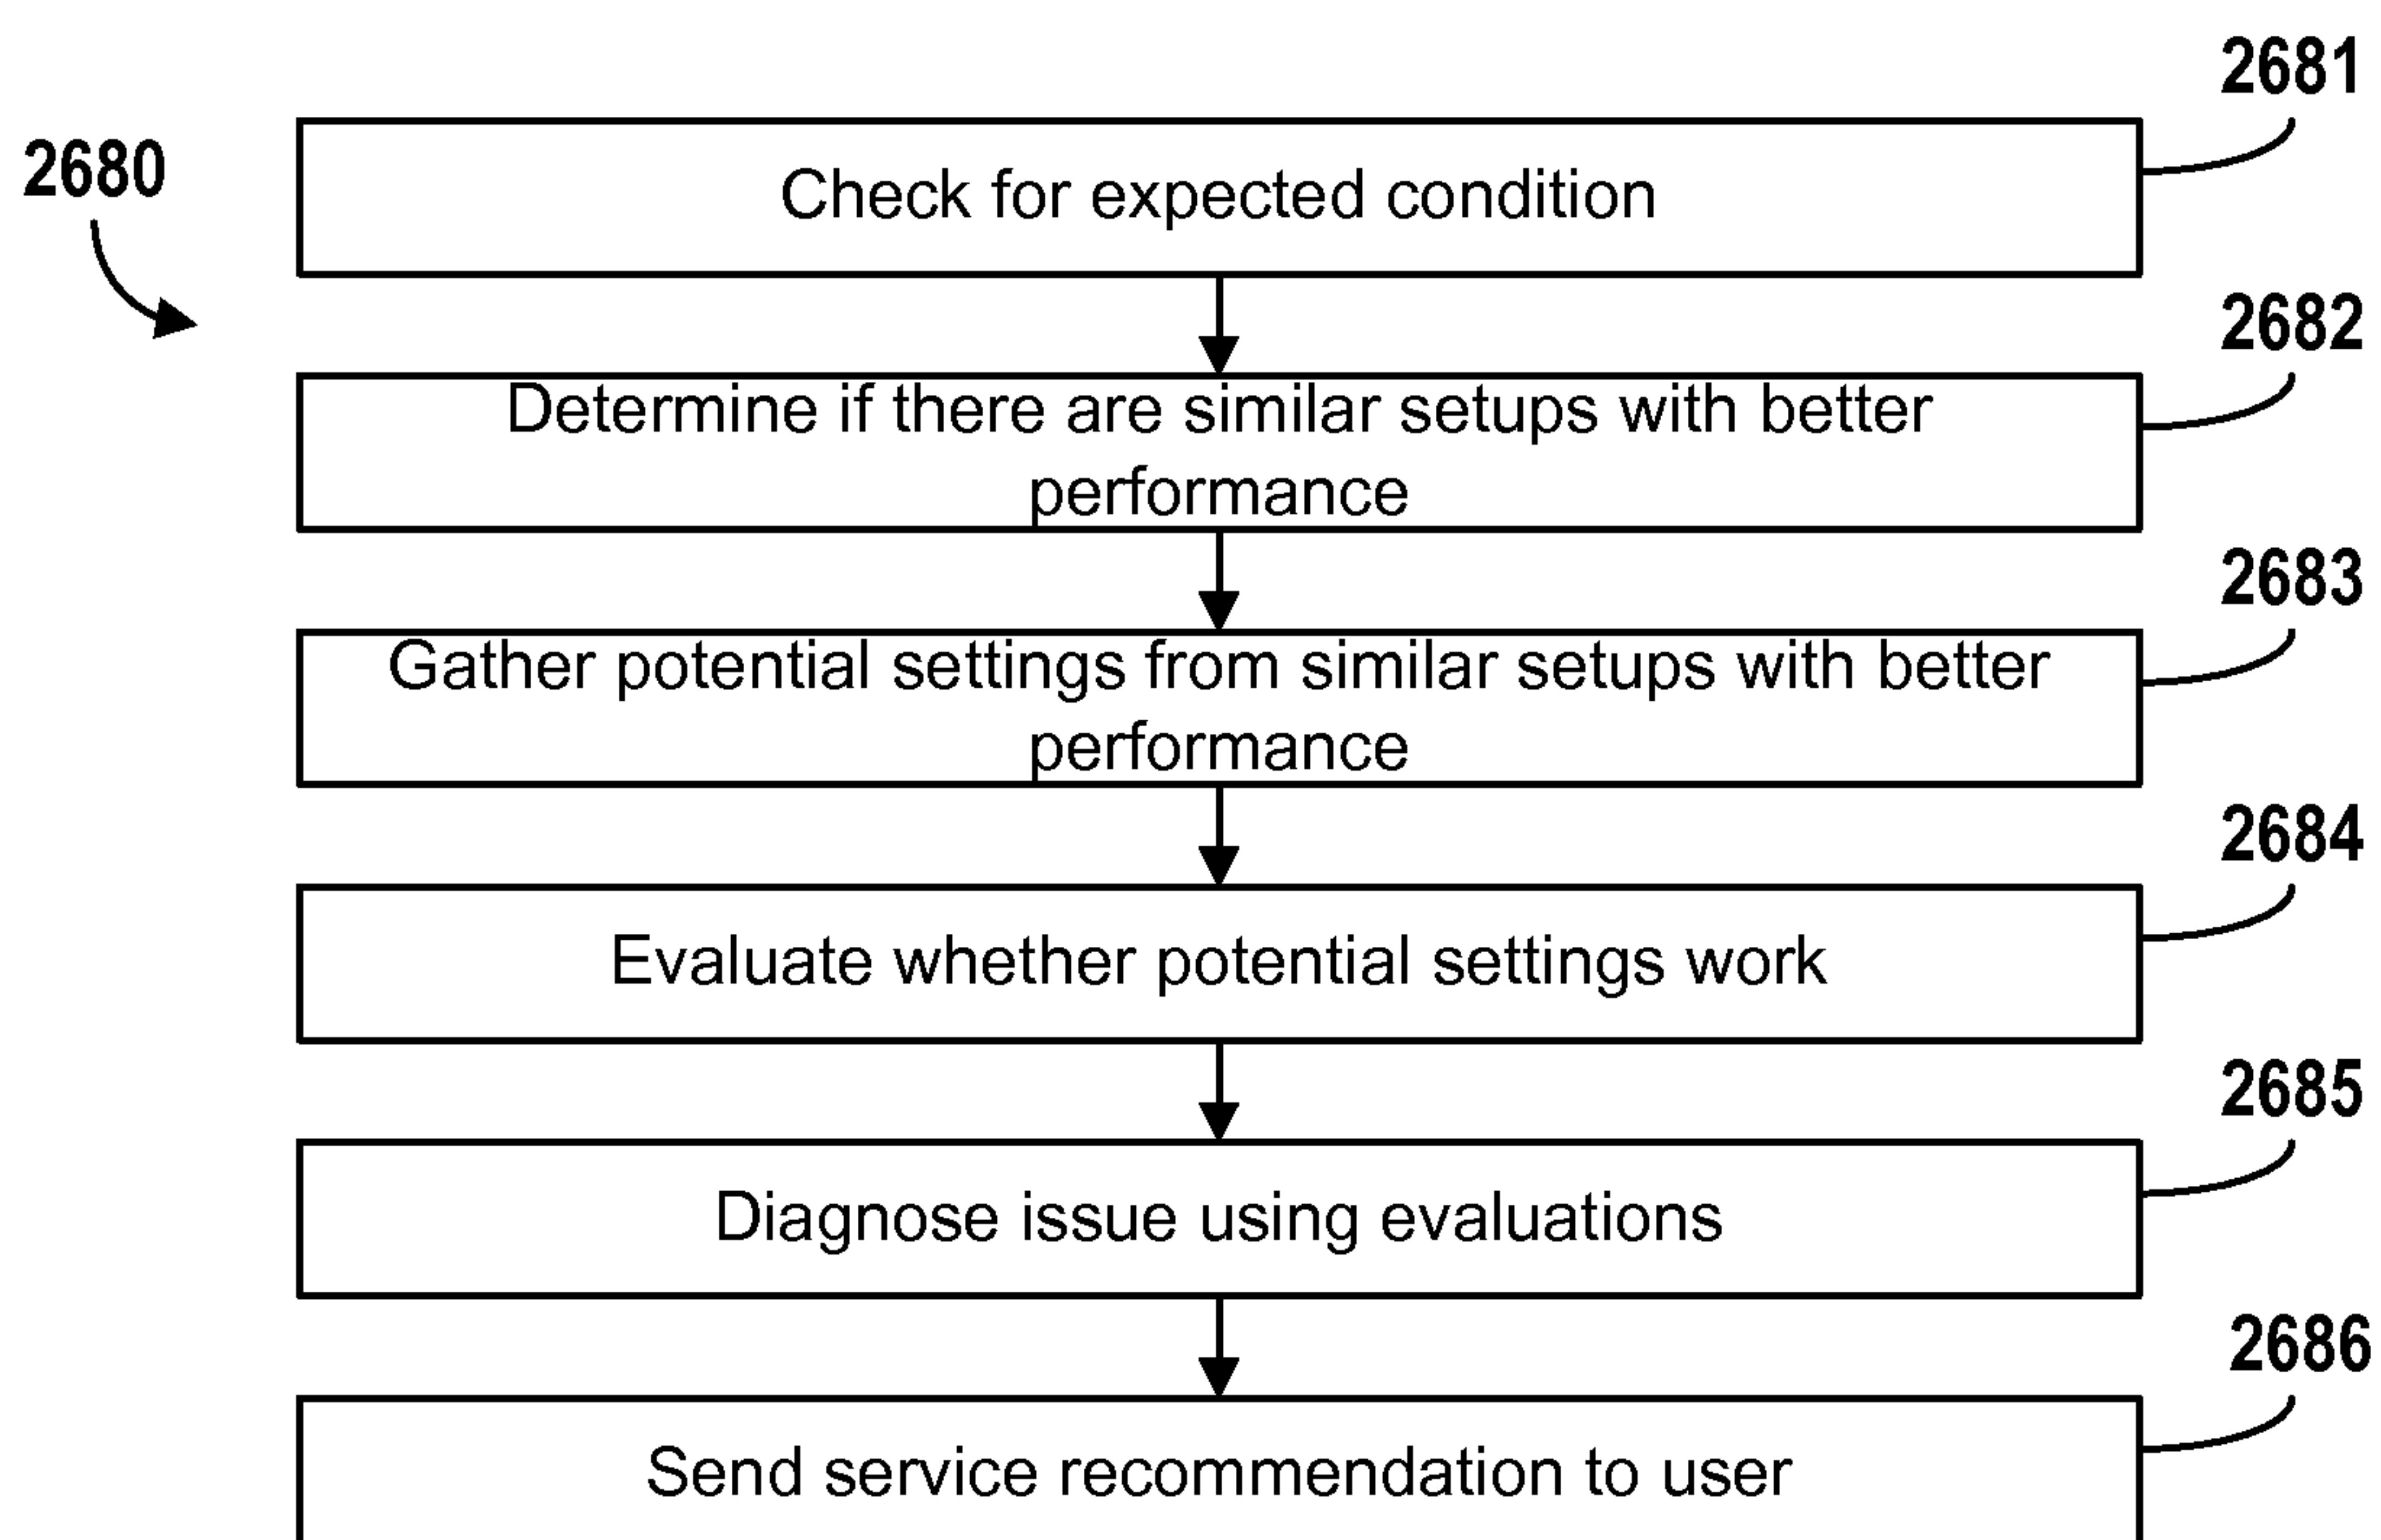 2681
2680
Check for expected condition
2682
Determine if there are similar setups with better
performance
2683
Gather potential settings from similar setups with better
performance
2684
Evaluate whether potential settings work
2685
Diagnose issue using evaluations
2686
Send service recommendation to user